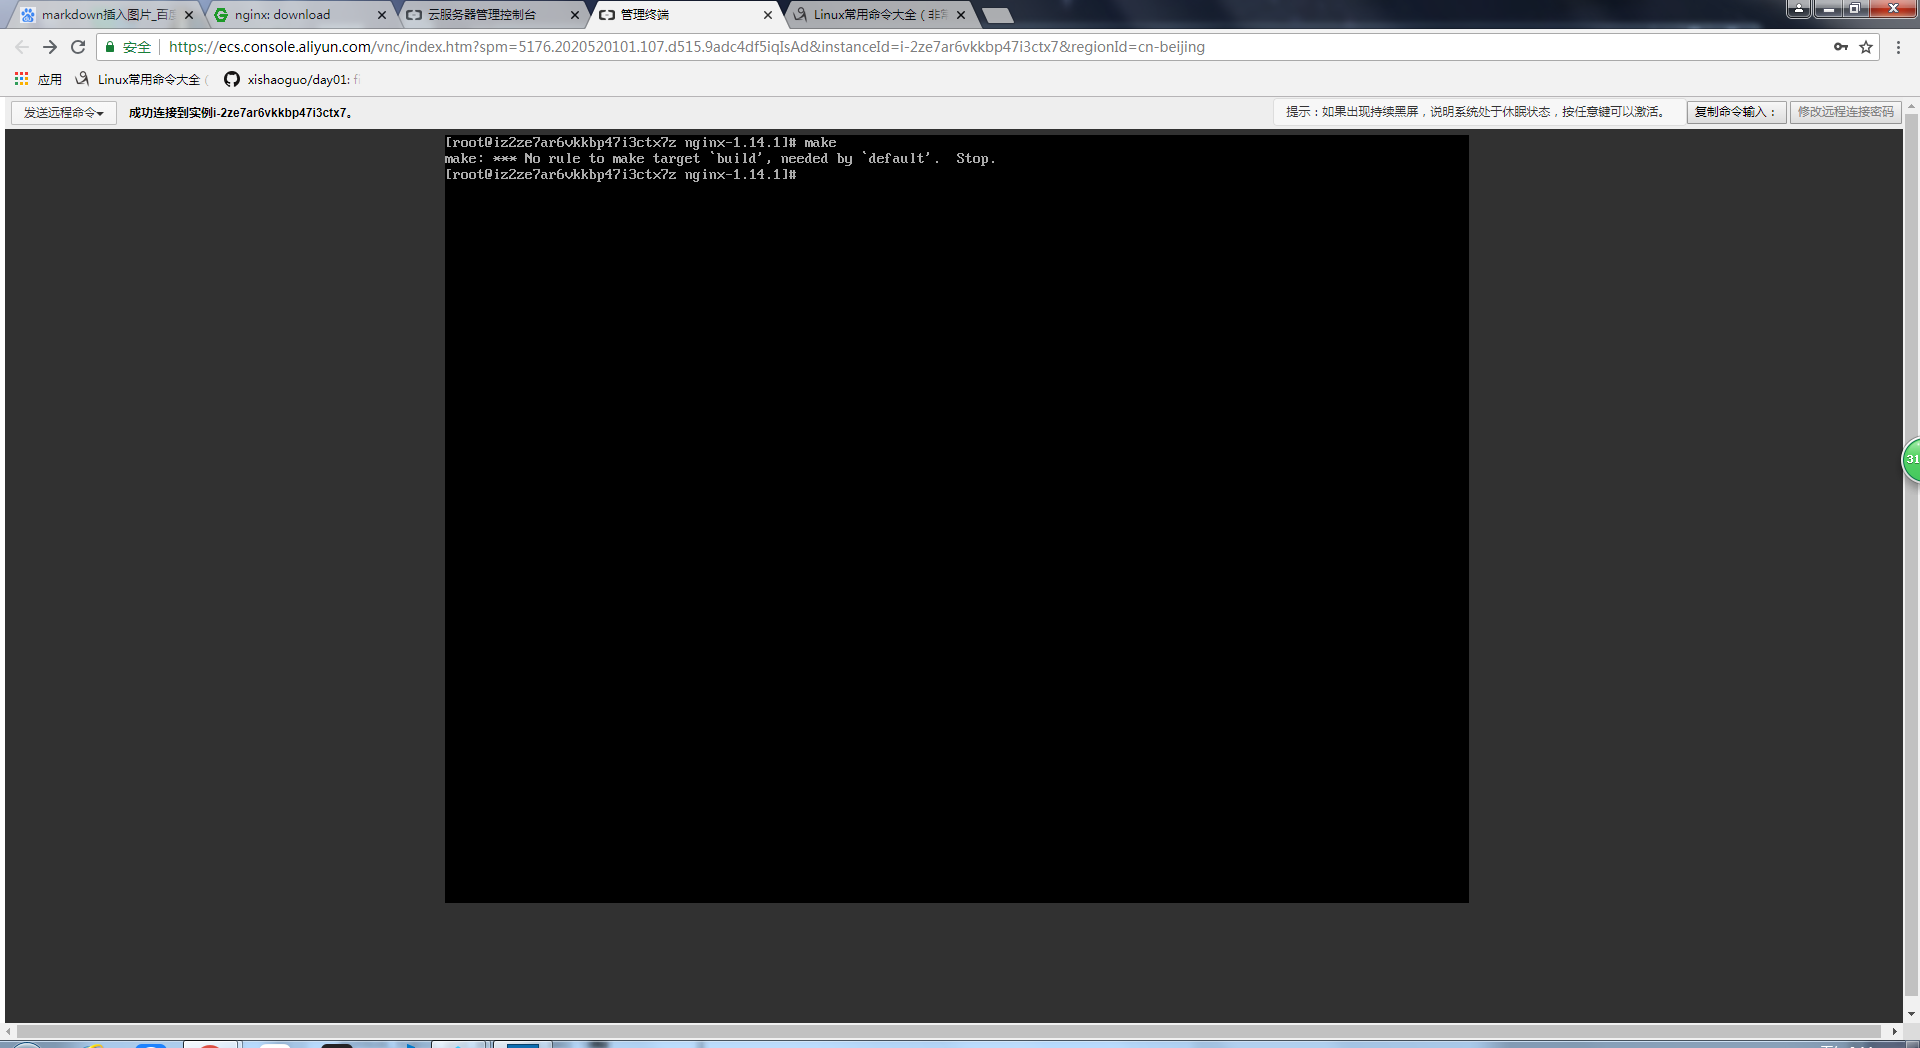 markdown插入图片_百度
nginx: download
云服务器管理控制台
管理终端
Linux常用命令大全（非常
安全
https://ecs.console.aliyun.com/vnc/index.htm?spm=5176.2020520101.107.d515.9adc4df5iqIsAd&instanceId=i-2ze7ar6vkkbp47i3ctx7&regionId=cn-beijing
应用
Linux常用命令大全（
xishaoguo/day01: fi
发送远程命令
成功连接到实例i-2ze7ar6vkkbp47i3ctx7。
提示：如果出现持续黑屏，说明系统处于休眠状态，按任意键可以激活。
复制命令输入：
修改远程连接密码
[root@iz2ze7ar6vkkbp47i3ctx7z nginx-1.14.1]# make
make: *** No rule to make target `build', needed by `default'.  Stop.
[root@iz2ze7ar6vkkbp47i3ctx7z nginx-1.14.1]#
31